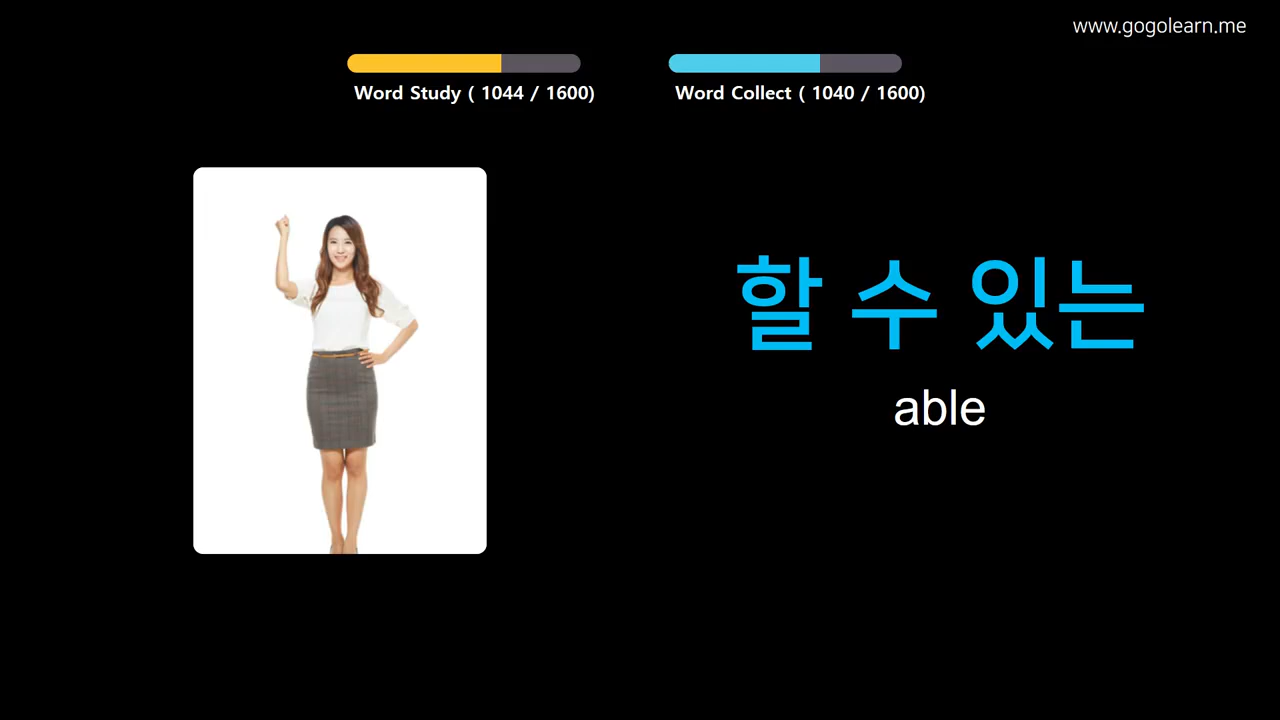 www.gogolearn.me
Word Study ( 1044 / 1600)
Word Collect ( 1040 / 1600)
할 수 있는
able